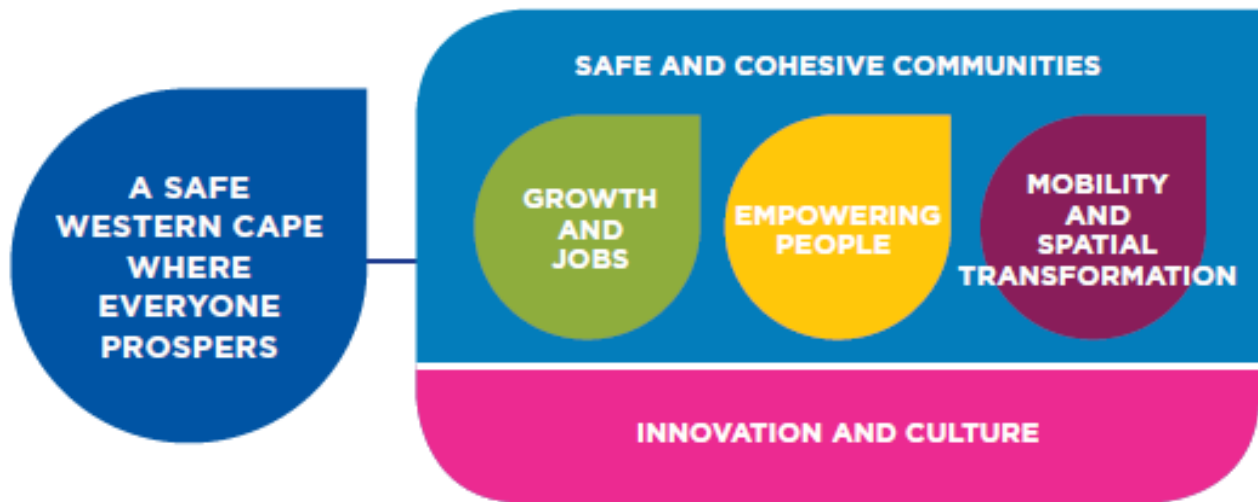 A SAFE
WESTERN CAPE
WHERE
EVERYONE
PROSPERS
SAFE AND COHESIVE COMMUNITIES
GROWTH
AND
JOBS
EMPOWERING
PEOPLE
MOBILITY
AND
SPATIAL
TRANSFORMATION
INNOVATION AND CULTURE